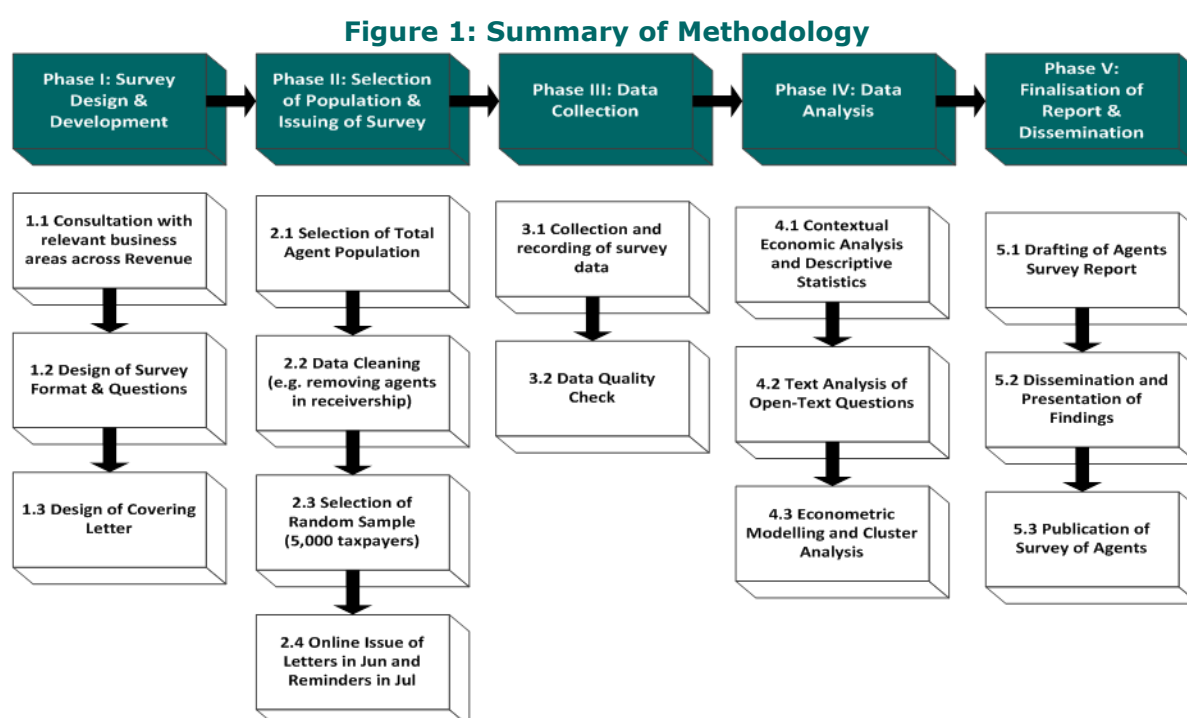 Figure 1: Summary of Methodology
Phase I: Survey
Design &
Development
Phase II: Selection
of Population &
Issuing of Survey
Phase III: Data
Collection
Phase IV: Data
Analysis
Phase V:
Finalisation of
Report &
Dissemination
1.1 Consultation with
relevant business
areas across Revenue
1.2 Design of Survey
Format & Questions
1.3 Design of Covering
Letter
2.1 Selection of Total
Agent Population
2.2 Data Cleaning
(e.g. removing agents
in receivership)
2.3 Selection of
Random Sample
(5,000 taxpayers)
2.4 Online Issue of
Letters in Jun and
Reminders in Jul
3.1 Collection and
recording of survey
data
3.2 Data Quality
Check
4.1 Contextual
Economic Analysis
and Descriptive
Statistics
4.2 Text Analysis of
Open-Text Questions
4.3 Econometric
Modelling and Cluster
Analysis
5.1 Drafting of Agents
Survey Report
5.2 Dissemination and
Presentation of
Findings
5.3 Publication of
Survey of Agents